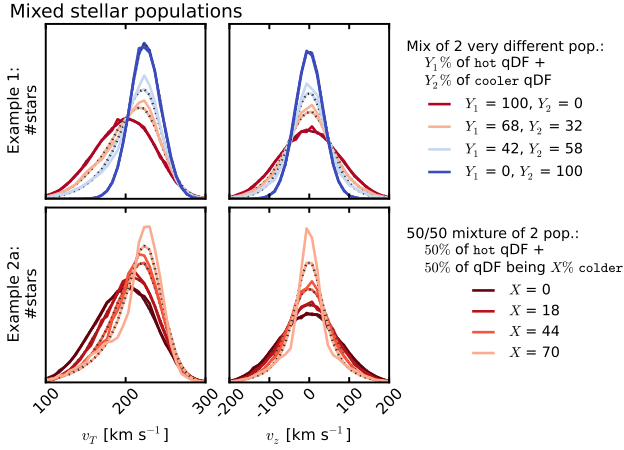 Mixed stellar populations
Example 1:
#stars
Mix of 2 very different pop.:
Y₁% of hot qDF +
Y₂% of cooler qDF
Y₁ = 100, Y₂ = 0
Y₁ = 68, Y₂ = 32
Y₁ = 42, Y₂ = 58
Y₁ = 0, Y₂ = 100
Example 2a:
#stars
50/50 mixture of 2 pop.:
50% of hot qDF +
50% of qDF being X% colder
X = 0
X = 18
X = 44
X = 70
100 200 300
-200 -100 0 100 200
v_T [km s⁻¹]
v_z [km s⁻¹]